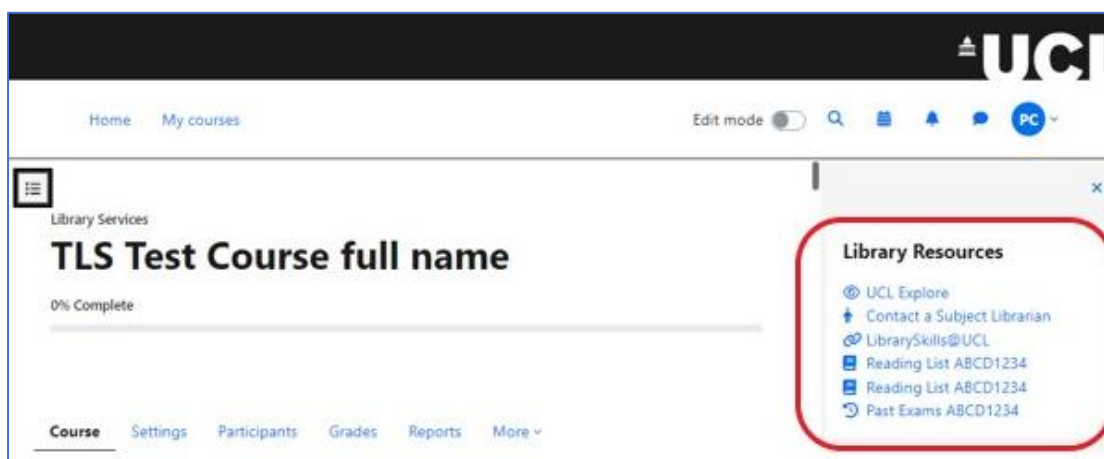 UCL
Home My courses Edit mode PC
Library Services
TLS Test Course full name
0% Complete
Course Settings Participants Grades Reports More
Library Resources
UCL Explore
Contact a Subject Librarian
LibrarySkills@UCL
Reading List ABCD1234
Reading List ABCD1234
Past Exams ABCD1234